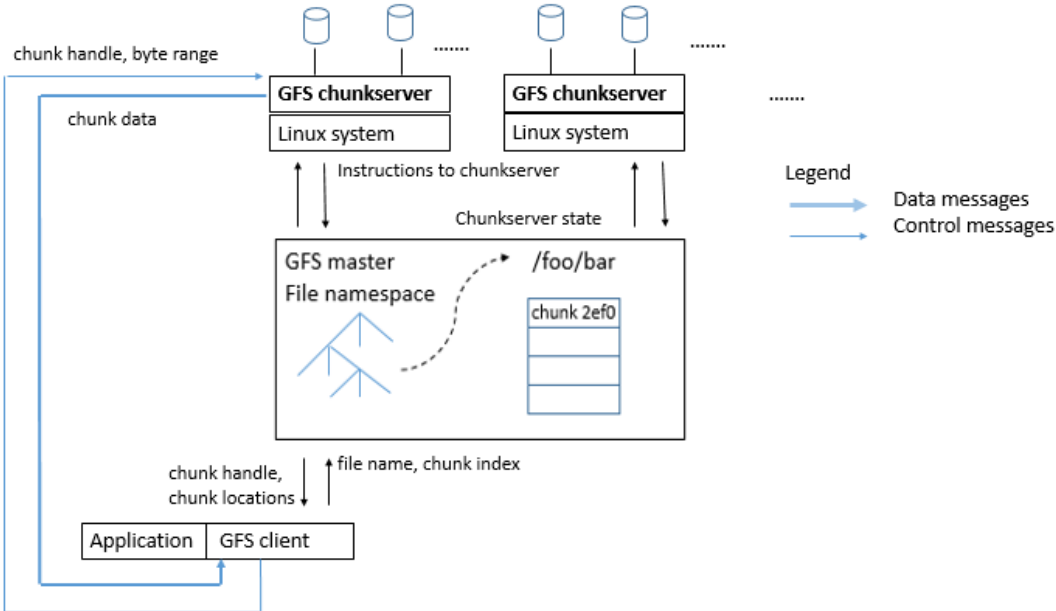 .......
.......
chunk handle, byte range
GFS chunkserver
GFS chunkserver
.......
chunk data
Linux system
Linux system
Instructions to chunkserver
Legend
Data messages
Chunkserver state
Control messages
GFS master
/foo/bar
File namespace
chunk 2ef0
file name, chunk index
chunk handle,
chunk locations
Application
GFS client